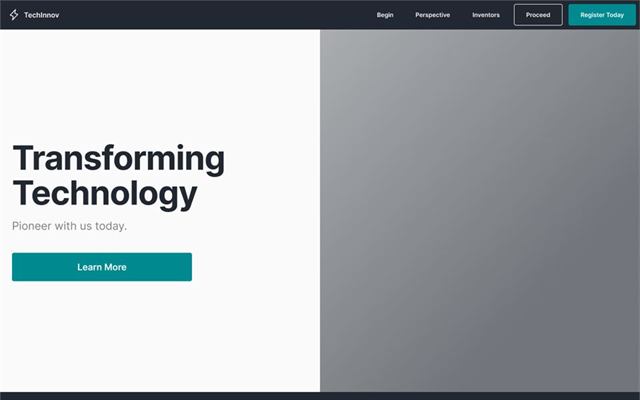 TechInnov
Begin
Perspective
Inventors
Proceed
Register Today
Transforming
Technology
Pioneer with us today.
Learn More